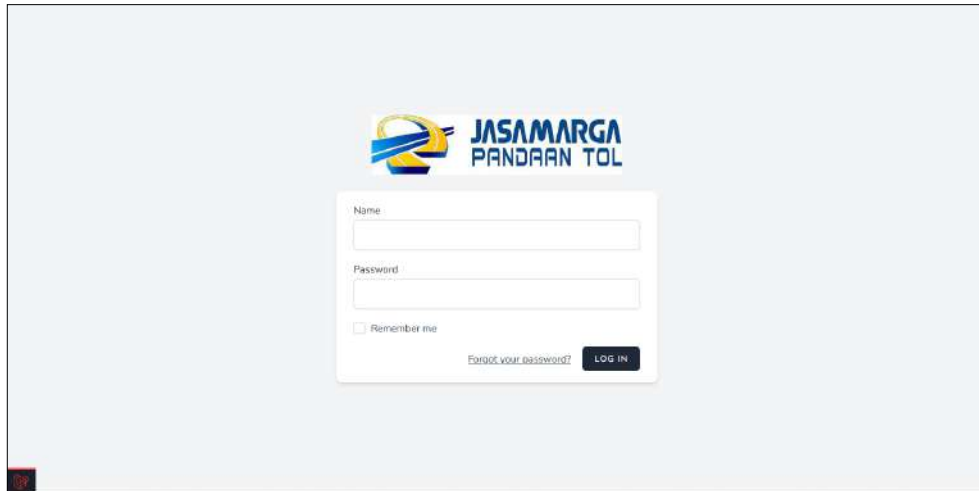 JASAMARGA
PANDAAN TOL
Name
Password
Remember me
Forgot your password?
LOG IN